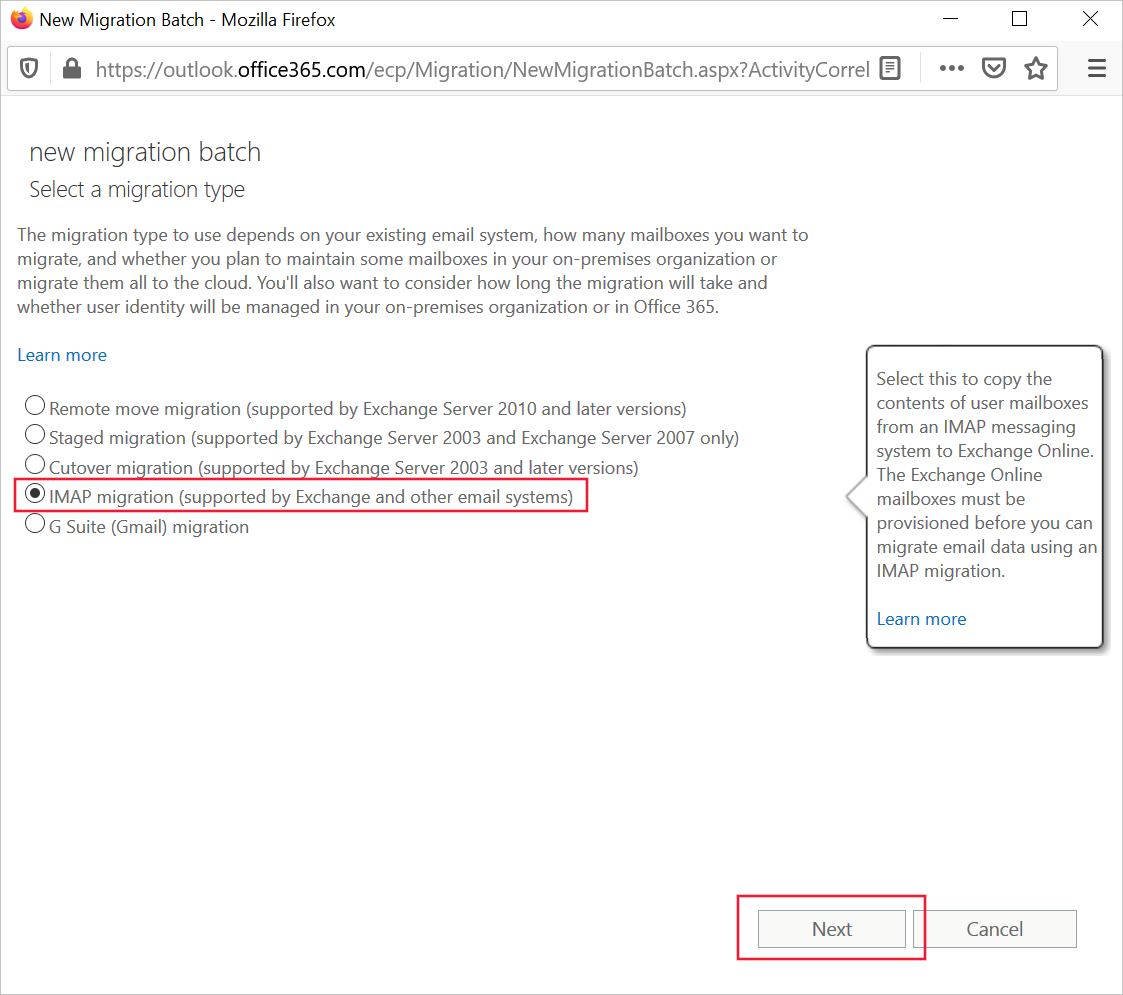 New Migration Batch - Mozilla Firefox
https://outlook.office365.com/ecp/Migration/NewMigrationBatch.aspx?ActivityCorrel
new migration batch
Select a migration type
The migration type to use depends on your existing email system, how many mailboxes you want to
migrate, and whether you plan to maintain some mailboxes in your on-premises organization or
migrate them all to the cloud. You'll also want to consider how long the migration will take and
whether user identity will be managed in your on-premises organization or in Office 365.
Learn more
Remote move migration (supported by Exchange Server 2010 and later versions)
Staged migration (supported by Exchange Server 2003 and Exchange Server 2007 only)
Cutover migration (supported by Exchange Server 2003 and later versions)
IMAP migration (supported by Exchange and other email systems)
G Suite (Gmail) migration
Select this to copy the
contents of user mailboxes
from an IMAP messaging
system to Exchange Online.
The Exchange Online
mailboxes must be
provisioned before you can
migrate email data using an
IMAP migration.
Learn more
Next
Cancel